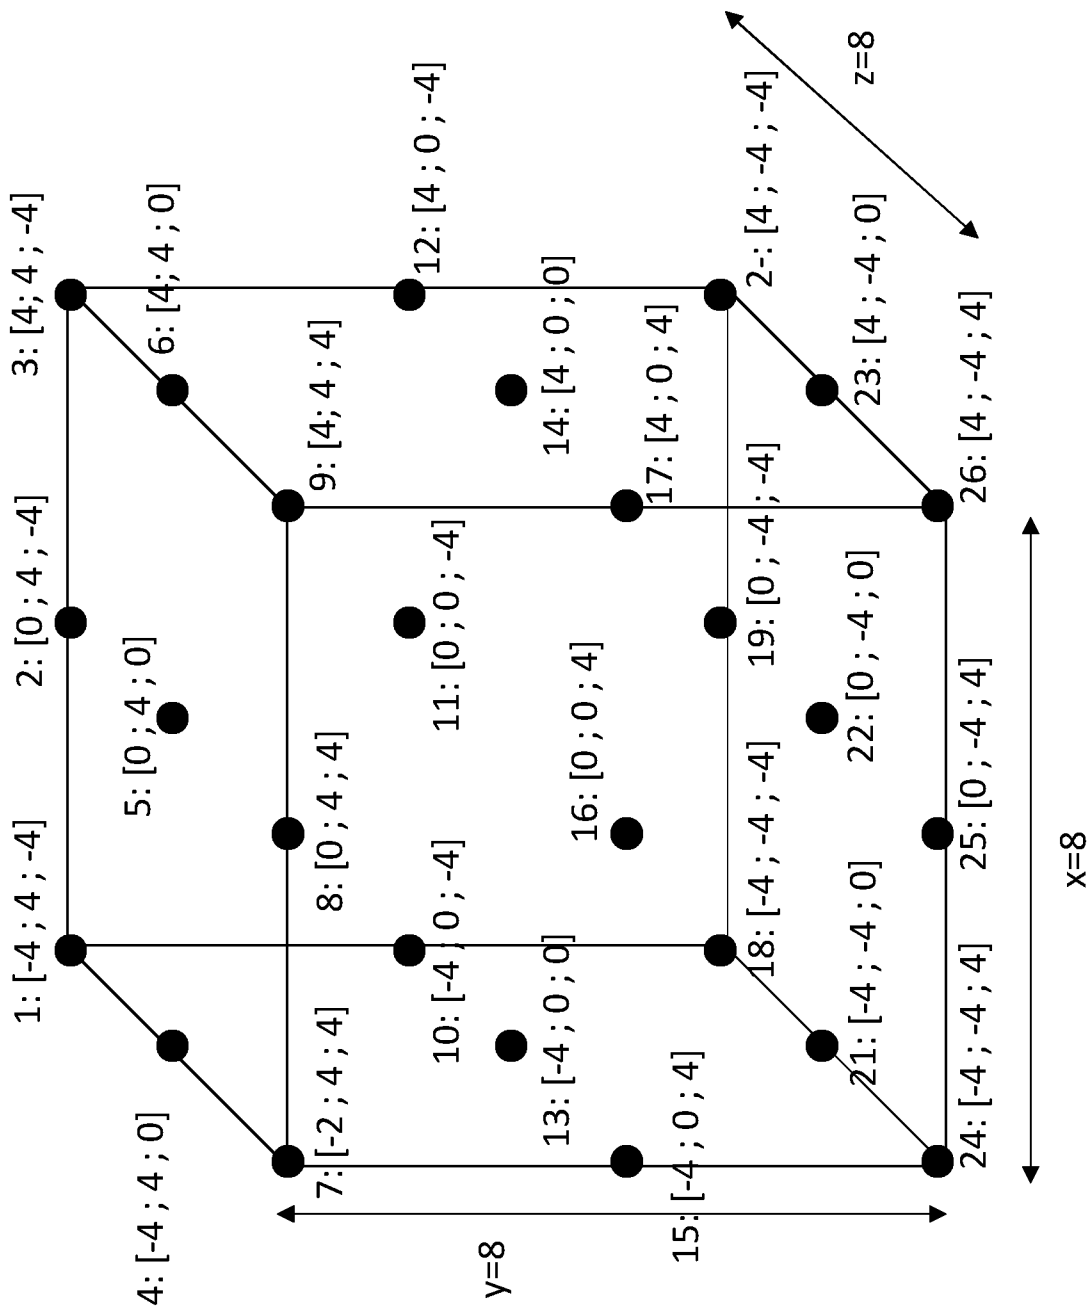 1: [-4 ; 4 ; -4]
2: [0 ; 4 ; -4]
3: [4; 4 ; -4]
4: [-4 ; 4 ; 0]
5: [0 ; 4 ; 0]
6: [4; 4 ; 0]
7: [-2 ; 4 ; 4]
8: [0 ; 4 ; 4]
9: [4; 4 ; 4]
10: [-4 ; 0 ; -4]
11: [0 ; 0 ; -4]
12: [4 ; 0 ; -4]
13: [-4 ; 0 ; 0]
14: [4 ; 0 ; 0]
15: [-4 ; 0 ; 4]
16: [0 ; 0 ; 4]
17: [4 ; 0 ; 4]
18: [-4 ; -4 ; -4]
19: [0 ; -4 ; -4]
2-: [4 ; -4 ; -4]
21: [-4 ; -4 ; 0]
22: [0 ; -4 ; 0]
23: [4 ; -4 ; 0]
24: [-4 ; -4 ; 4]
25: [0 ; -4 ; 4]
26: [4 ; -4 ; 4]
y=8
x=8
z=8